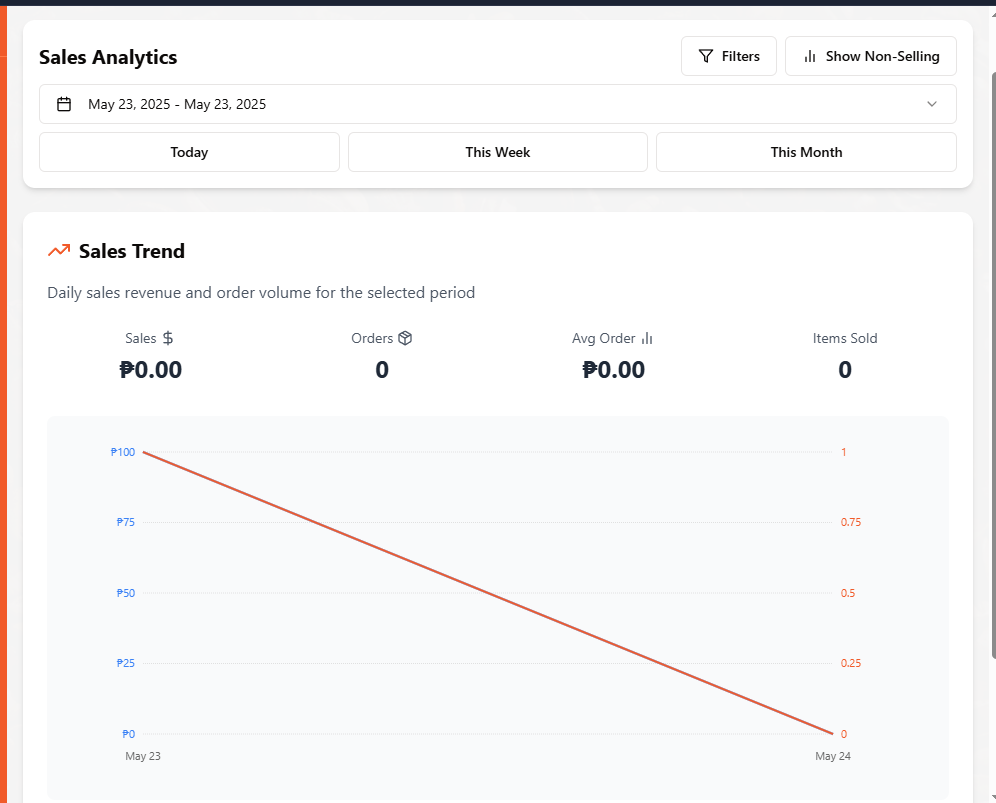 Sales Analytics
Filters
Show Non-Selling
May 23, 2025 - May 23, 2025
Today
This Week
This Month
Sales Trend
Daily sales revenue and order volume for the selected period
Sales
Orders
Avg Order
Items Sold
₱0.00
0
₱0.00
0
₱100
1
₱75
0.75
₱50
0.5
₱25
0.25
₱0
0
May 23
May 24